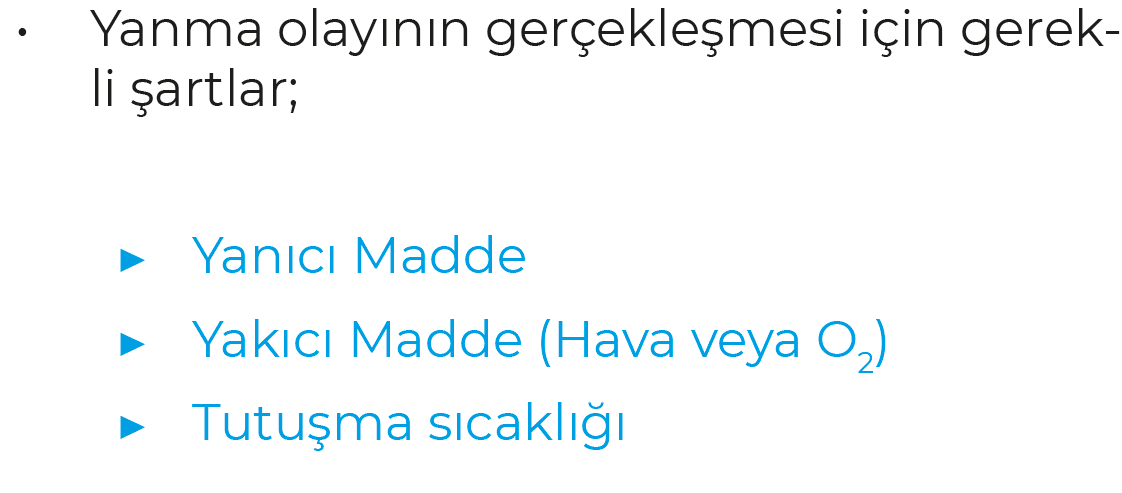 • Yanma olayının gerçekleşmesi için gerek-
li şartlar;
► Yanıcı Madde
► Yakıcı Madde (Hava veya O₂)
► Tutuşma sıcaklığı